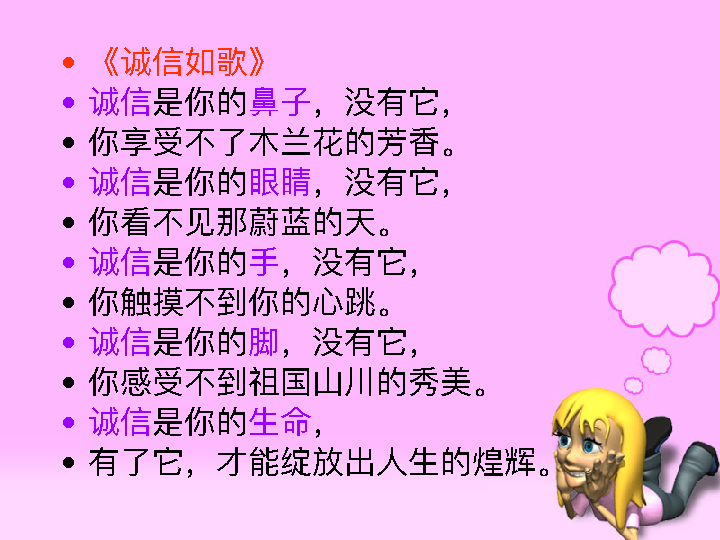 《诚信如歌》
诚信是你的鼻子，没有它，
你享受不了木兰花的芳香。
诚信是你的眼睛，没有它，
你看不见那蔚蓝的天。
诚信是你的手，没有它，
你触摸不到你的心跳。
诚信是你的脚，没有它，
你感受不到祖国山川的秀美。
诚信是你的生命，
有了它，才能绽放出人生的煌辉。